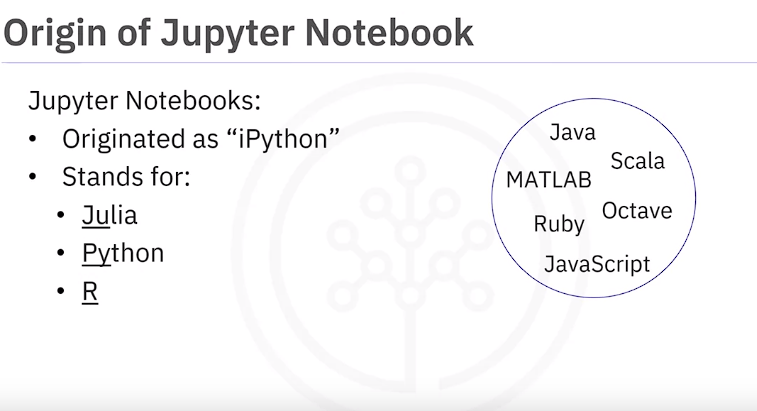 Origin of Jupyter Notebook
Jupyter Notebooks:
• Originated as “iPython”
• Stands for:
• Julia
• Python
• R
Java
Scala
MATLAB
Octave
Ruby
JavaScript